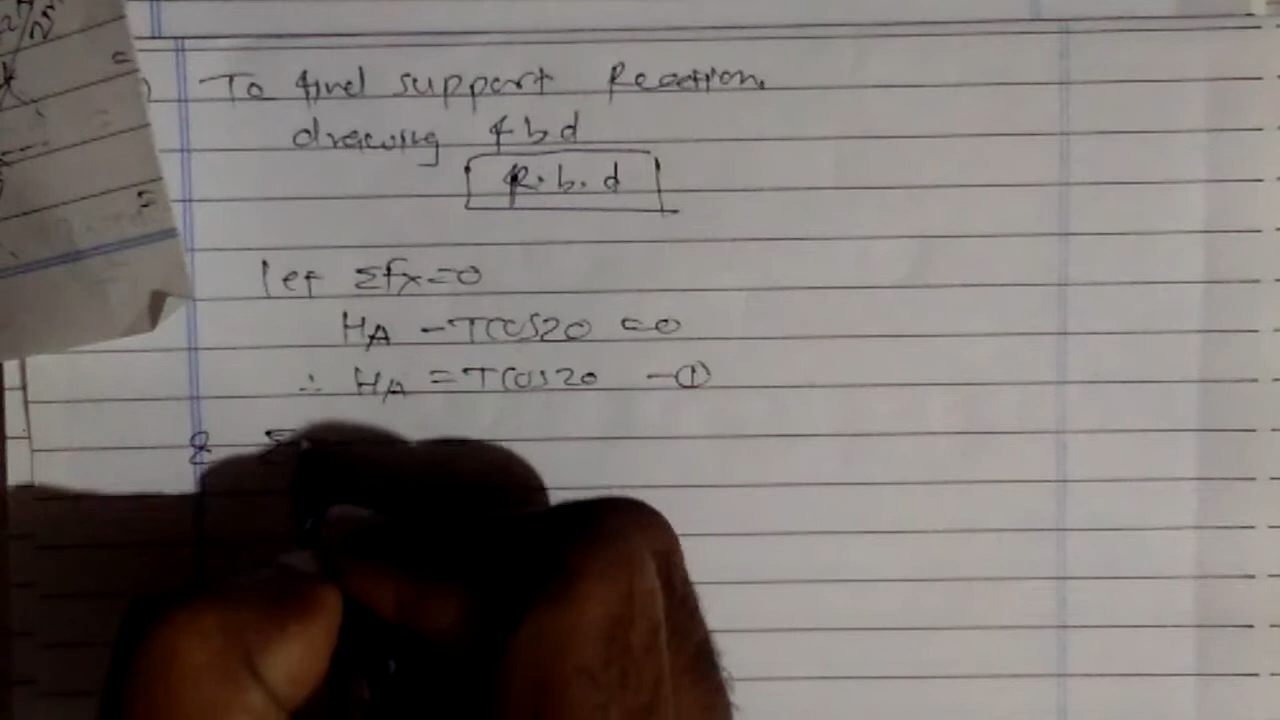 To find support Reaction.
drawing fbd
f.b.d
let Σfx=0
HA -Tcos20 =0
∴ HA =Tcos20 -①
& Σ